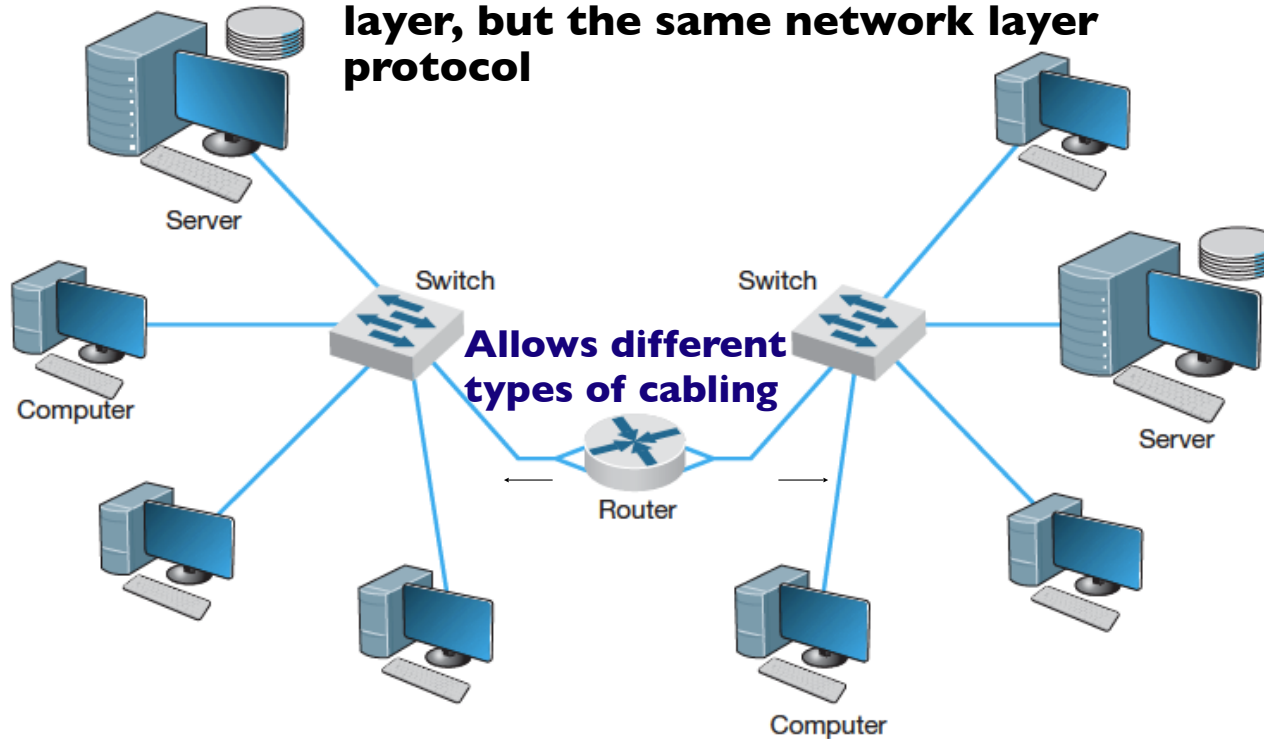 layer, but the same network layer
protocol
Server
Switch
Switch
Allows different
types of cabling
Computer
Server
Router
Computer